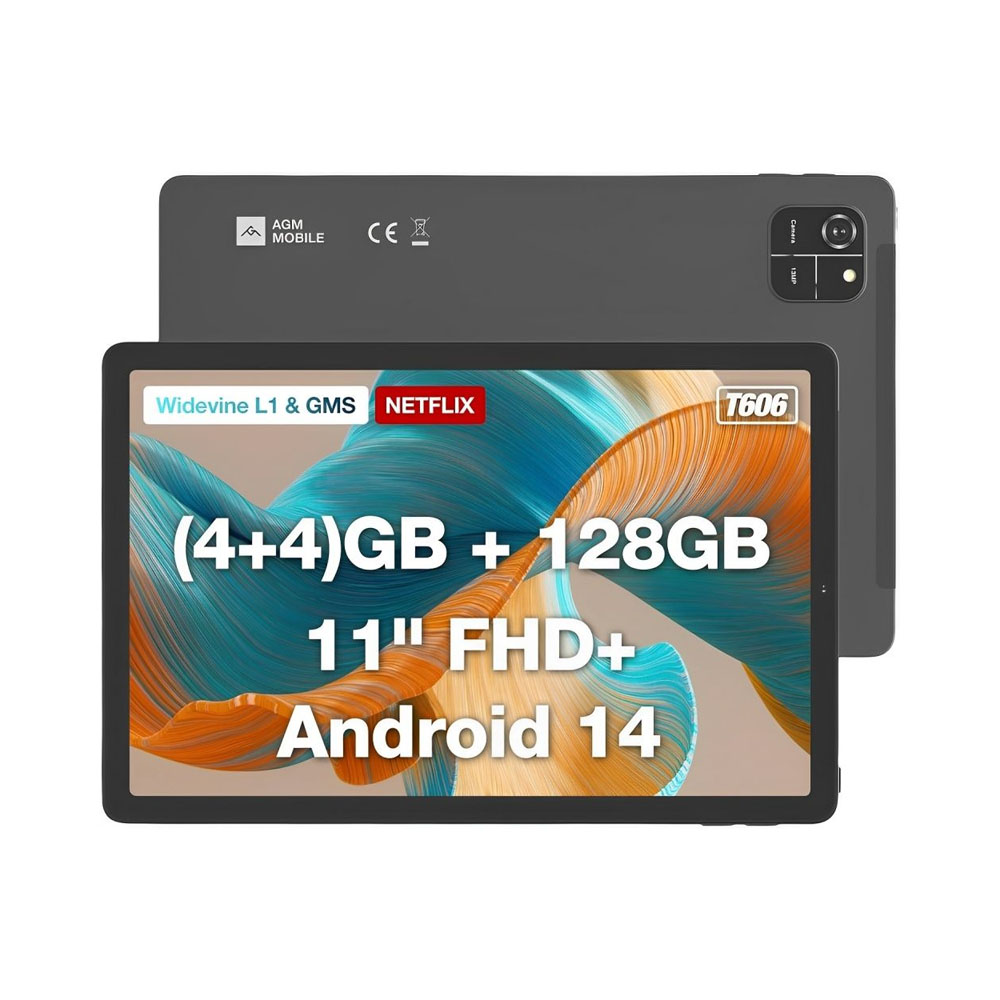 AGM
MOBILE
CE
Camera
13MP
Widevine L1 & GMS
NETFLIX
T606
(4+4)GB + 128GB
11" FHD+
Android 14